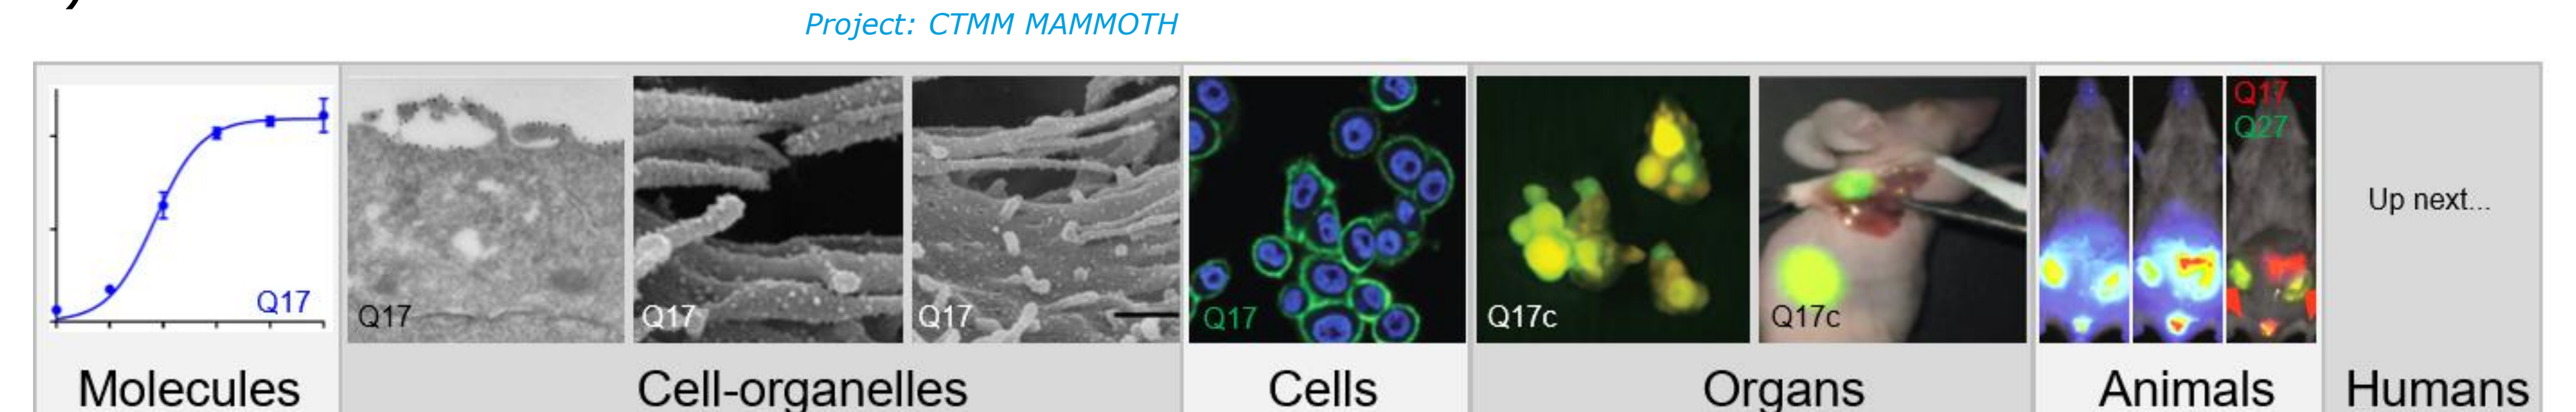 )
Project: CTMM MAMMOTH
Q17
Q17
Q17
Q17
Q17
Q17c
Q17c
Q17
Q27
Up next...
Molecules
Cell-organelles
Cells
Organs
Animals
Humans